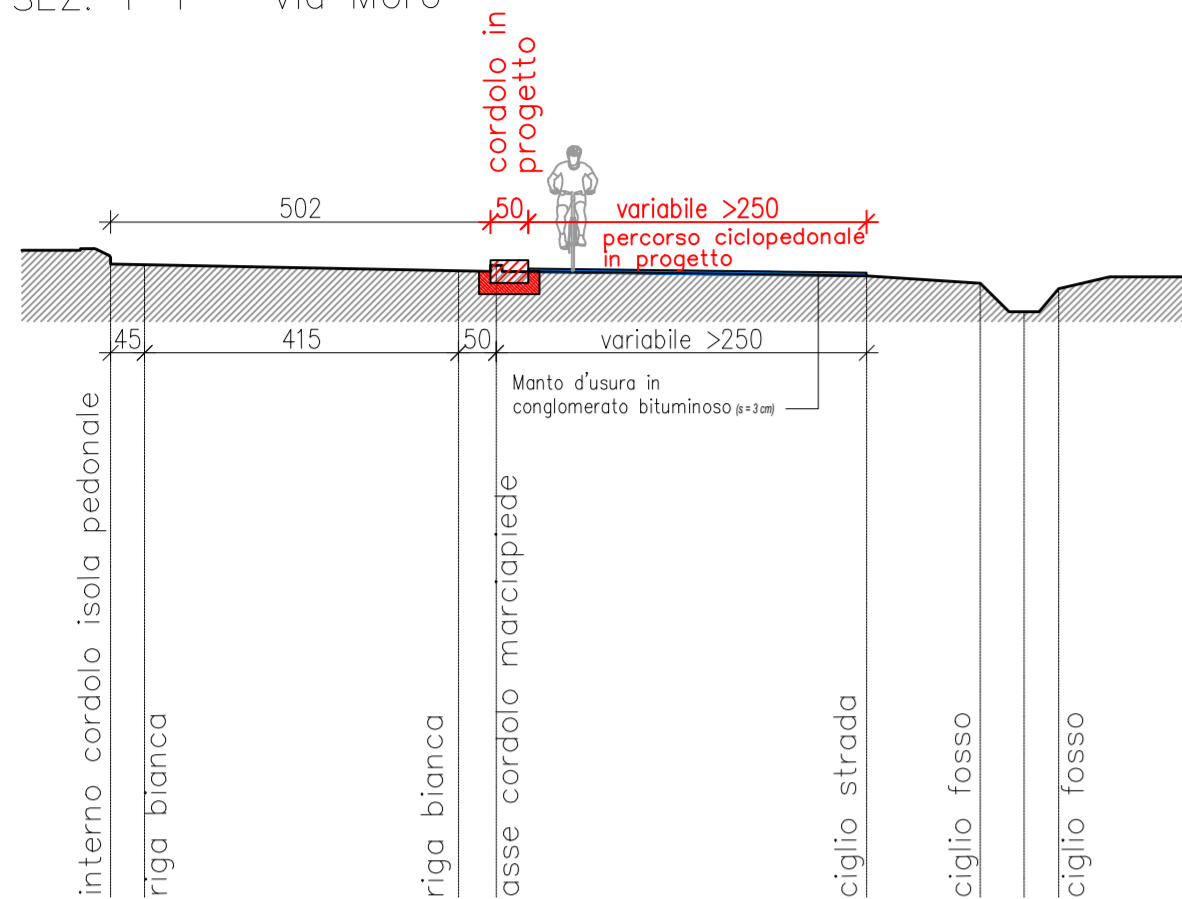 cordolo in
progetto
502
50
variabile >250
percorso ciclopedonale
in progetto
45
415
50
variabile >250
Manto d'usura in
conglomerato bituminoso (s=3 cm)
interno cordolo isola pedonale
riga bianca
riga bianca
asse cordolo marciapiede
ciglio strada
ciglio fosso
ciglio fosso